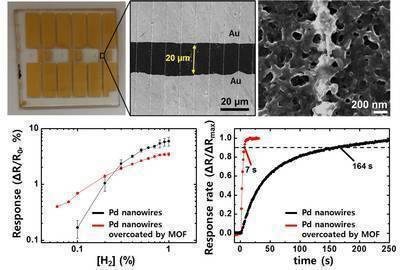 Au
20 μm
Au
20 μm
200 nm
Response (ΔR/R₀, %)
10
1
0.1
Pd nanowires
Pd nanowires
overcoated by MOF
0.1
1
[H₂] (%)
Response rate (ΔR/ΔRmax)
1.0
0.8
0.6
0.4
0.2
0.0
7 s
164 s
Pd nanowires
Pd nanowires
overcoated by MOF
0
50
100
150
200
250
time (s)